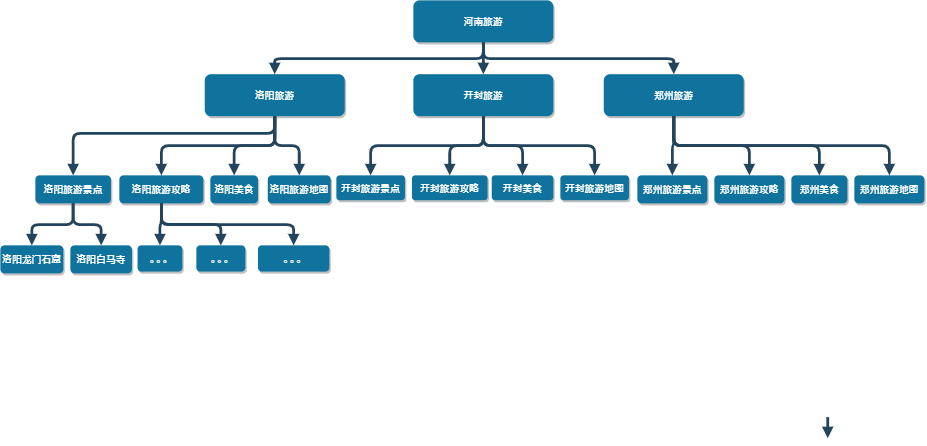 河南旅游
洛阳旅游
开封旅游
郑州旅游
洛阳旅游景点
洛阳旅游攻略
洛阳美食
洛阳旅游地图
开封旅游景点
开封旅游攻略
开封美食
开封旅游地图
郑州旅游景点
郑州旅游攻略
郑州美食
郑州旅游地图
洛阳龙门石窟
洛阳白马寺
。。。
。。。
。。。